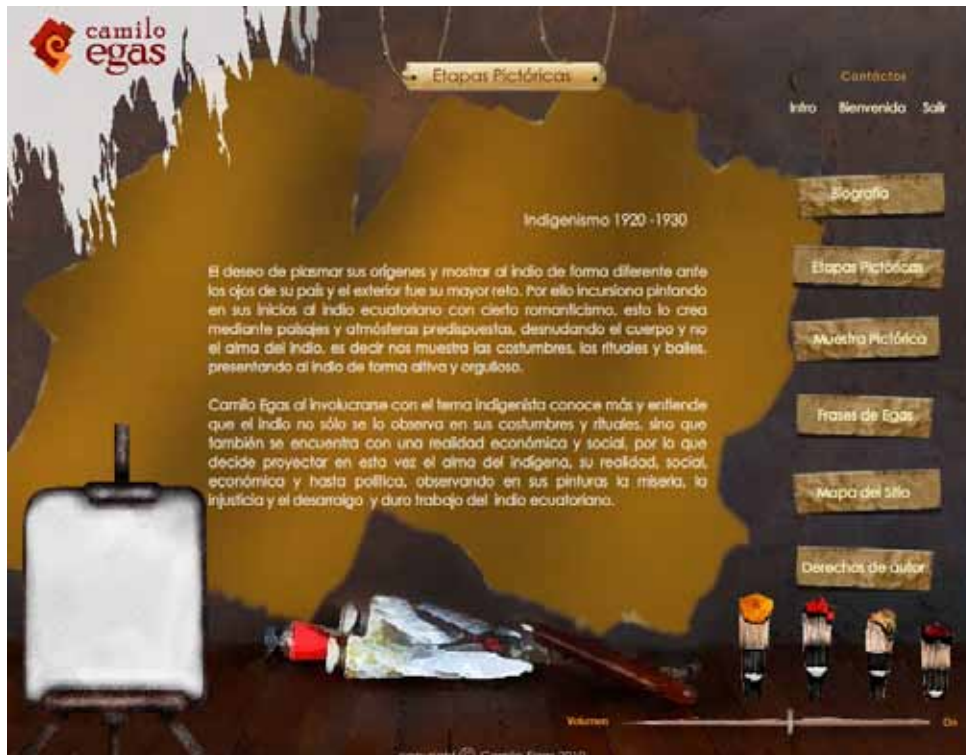 camilo
egas
Etapas Pictóricas
Contáctos
Intro Bienvenida Salir
Biografía
Etapas Pictóricas
Muestra Pictórica
Frases de Egas
Mapa del Sitio
Derechos de autor
Indigenismo 1920 -1930
El deseo de plasmar sus orígenes y mostrar al indio de forma diferente ante
los ojos de su país y el exterior fue su mayor reto. Por ello incursiona pintando
en sus inicios al indio ecuatoriano con cierto romanticismo, esto lo crea
mediante paisajes y atmósferas predispuestas, desnudando el cuerpo y no
el alma del indio, es decir nos muestra las costumbres, los rituales y bailes,
presentando al indio de forma altiva y orgulloso.
Camilo Egas al involucrarse con el tema indigenista conoce más y entiende
que el indio no sólo se lo observa en sus costumbres y rituales, sino que
también se encuentra con una realidad económica y social, por lo que
decide proyectar en esta vez el alma del indígena, su realidad, social,
económica y hasta política, observando en sus pinturas la miseria, la
injusticia y el desarraigo y duro trabajo del indio ecuatoriano.
Volumen On
copyright © Camilo Egas 2010